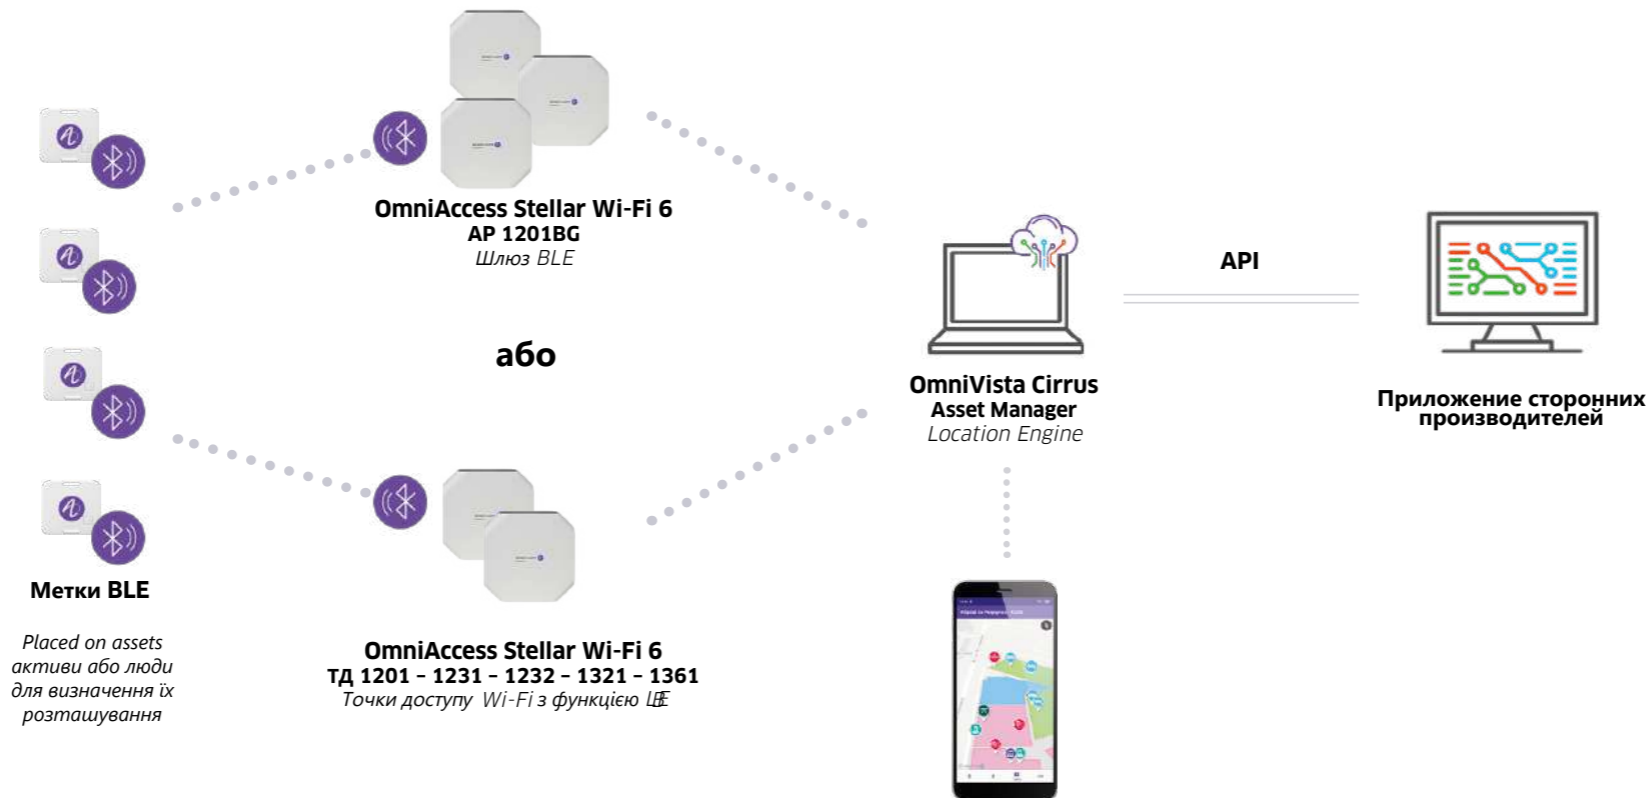 OmniAccess Stellar Wi-Fi 6
AP 1201BG
Шлюз BLE
або
OmniVista Cirrus
Asset Manager
Location Engine
API
Приложение сторонних
производителей
Метки BLE
Placed on assets
активи або люди
для визначення їх
розташування
OmniAccess Stellar Wi-Fi 6
ТД 1201 – 1231 – 1232 – 1321 – 1361
Точки доступу Wi-Fi з функцією BLE